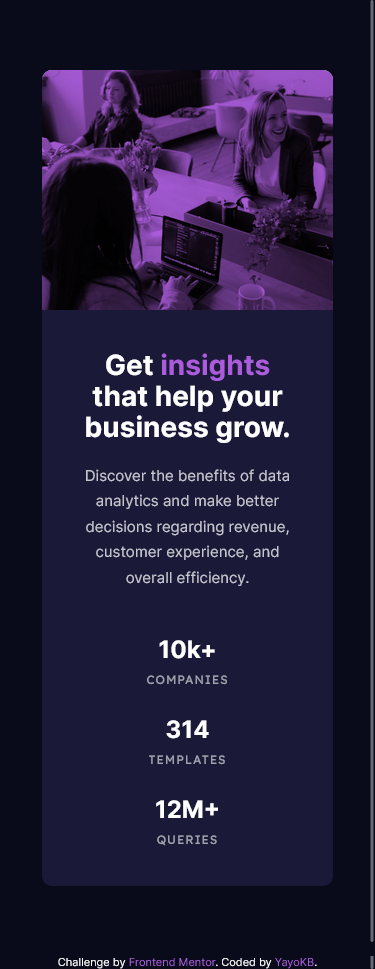 Get insights
that help your
business grow.
Discover the benefits of data
analytics and make better
decisions regarding revenue,
customer experience, and
overall efficiency.
10k+
COMPANIES
314
TEMPLATES
12M+
QUERIES
Challenge by Frontend Mentor. Coded by YayoKB.